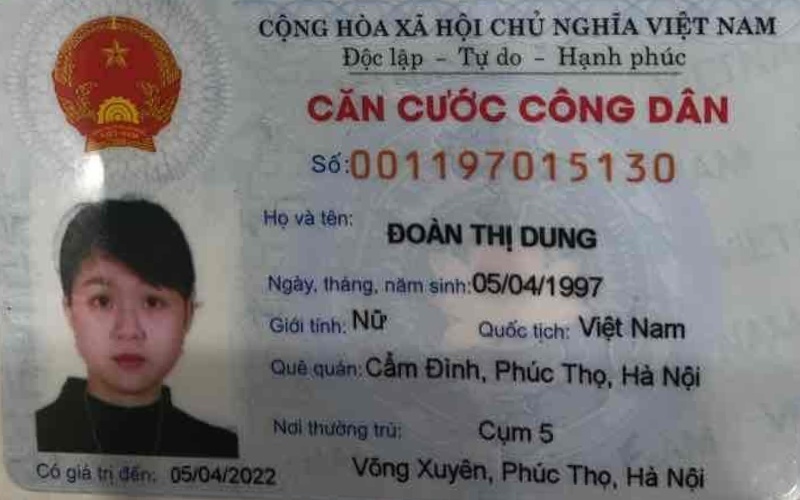 CỘNG HÒA XÃ HỘI CHỦ NGHĨA VIỆT NAM
Độc lập - Tự do - Hạnh phúc
CĂN CƯỚC CÔNG DÂN
Số: 001197015130
Họ và tên: ĐOÀN THỊ DUNG
Ngày, tháng, năm sinh: 05/04/1997
Giới tính: Nữ Quốc tịch: Việt Nam
Quê quán: Cẩm Đình, Phúc Thọ, Hà Nội
Nơi thường trú: Cụm 5
Võng Xuyên, Phúc Thọ, Hà Nội
Có giá trị đến: 05/04/2022